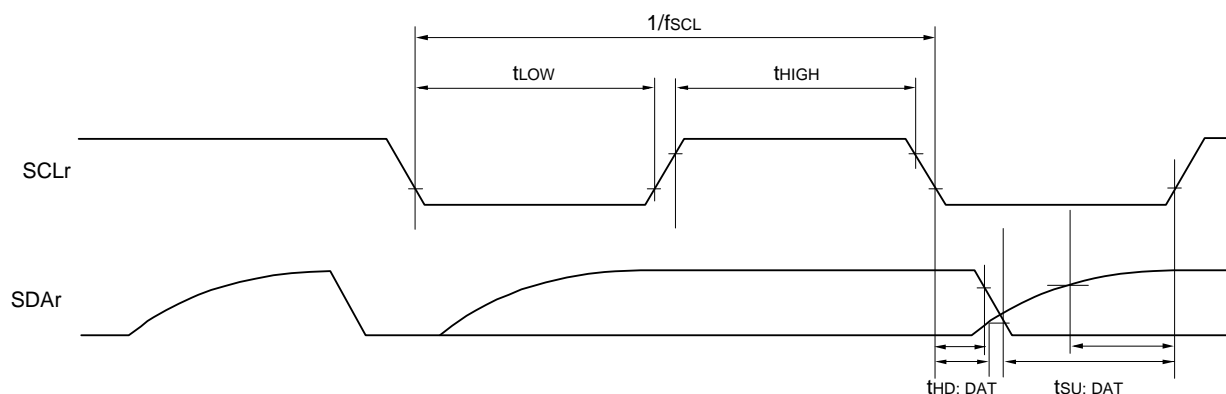 1/fSCL
tLOW
tHIGH
SCLr
SDAr
tHD: DAT
tSU: DAT